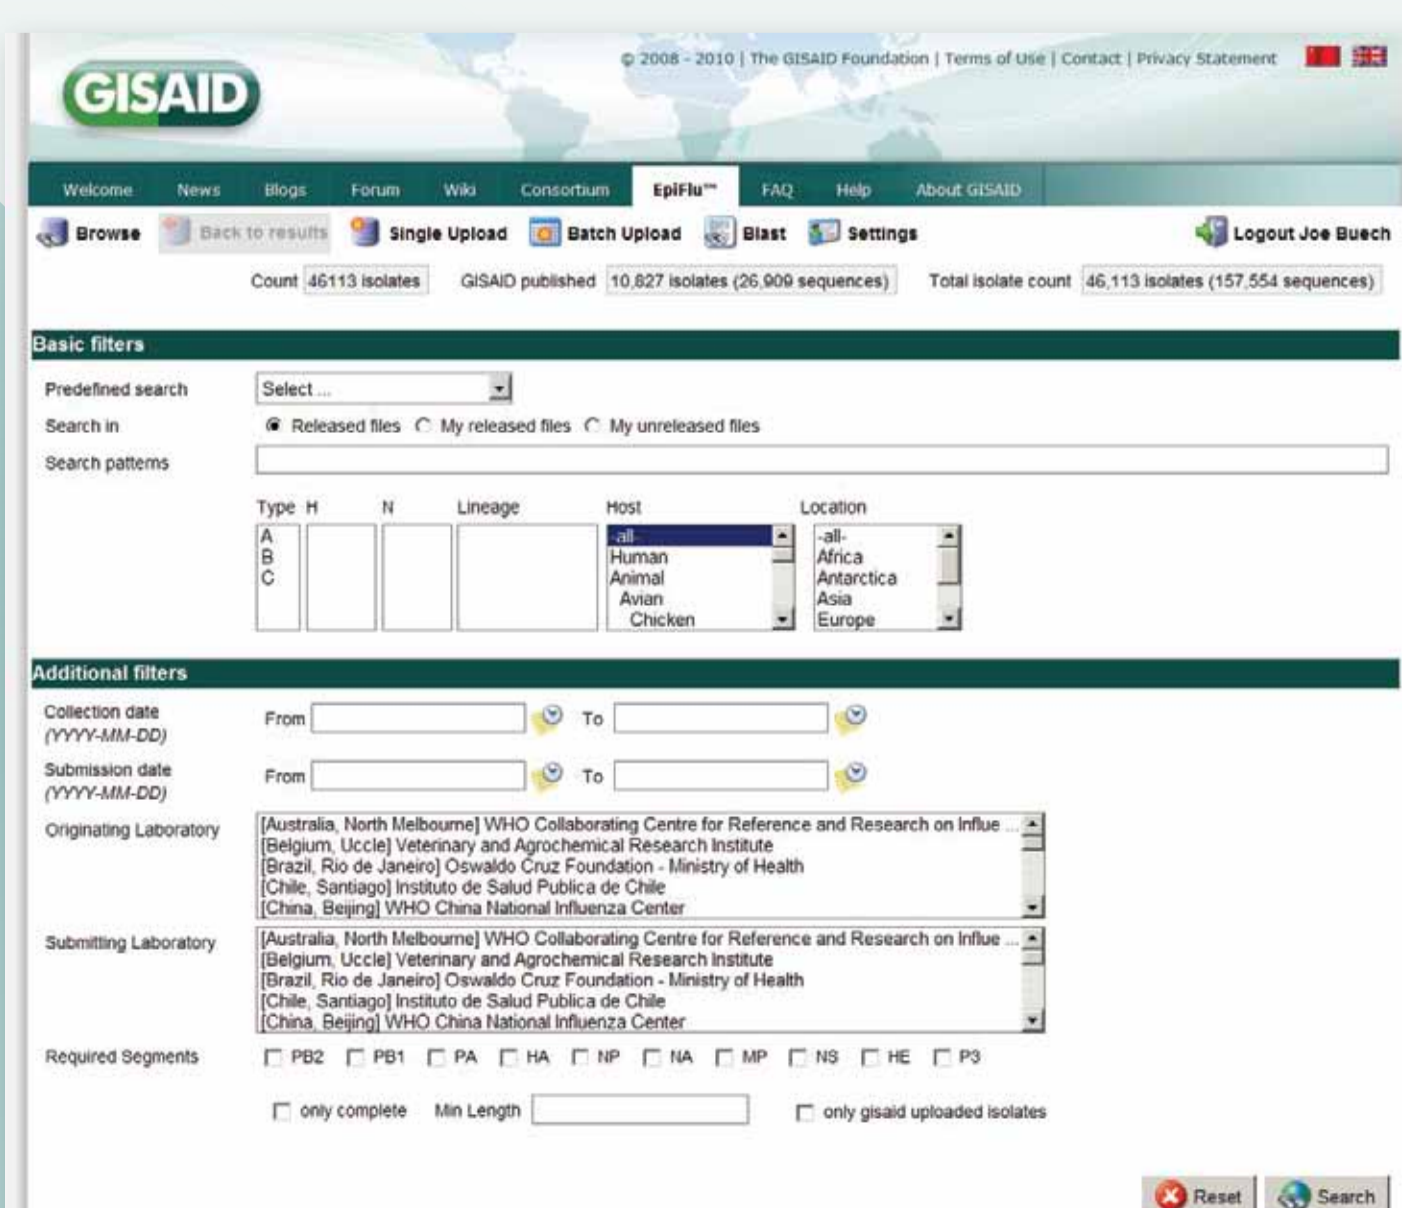 © 2008 - 2010 | The GISAID Foundation | Terms of Use | Contact | Privacy Statement
GISAID
Welcome News Blogs Forum Wiki Consortium EpiFlu™ FAQ Help About GISAID
Browse Back to results Single Upload Batch Upload Blast Settings Logout Joe Buech
Count 46113 isolates GISAID published 10,827 isolates (26,909 sequences) Total isolate count 46,113 isolates (157,554 sequences)
Basic filters
Predefined search Select ...
Search in Released files My released files My unreleased files
Search patterns
Type H N Lineage Host Location
A -all- -all-
B Human Africa
C Animal Antarctica
Avian Asia
Chicken Europe
Additional filters
Collection date
(YYYY-MM-DD) From To
Submission date
(YYYY-MM-DD) From To
Originating Laboratory [Australia, North Melbourne] WHO Collaborating Centre for Reference and Research on Influe ...
[Belgium, Uccle] Veterinary and Agrochemical Research Institute
[Brazil, Rio de Janeiro] Oswaldo Cruz Foundation - Ministry of Health
[Chile, Santiago] Instituto de Salud Publica de Chile
[China, Beijing] WHO China National Influenza Center
Submitting Laboratory [Australia, North Melbourne] WHO Collaborating Centre for Reference and Research on Influe ...
[Belgium, Uccle] Veterinary and Agrochemical Research Institute
[Brazil, Rio de Janeiro] Oswaldo Cruz Foundation - Ministry of Health
[Chile, Santiago] Instituto de Salud Publica de Chile
[China, Beijing] WHO China National Influenza Center
Required Segments PB2 PB1 PA HA NP NA MP NS HE P3
only complete Min Length only gisaid uploaded isolates
Reset Search